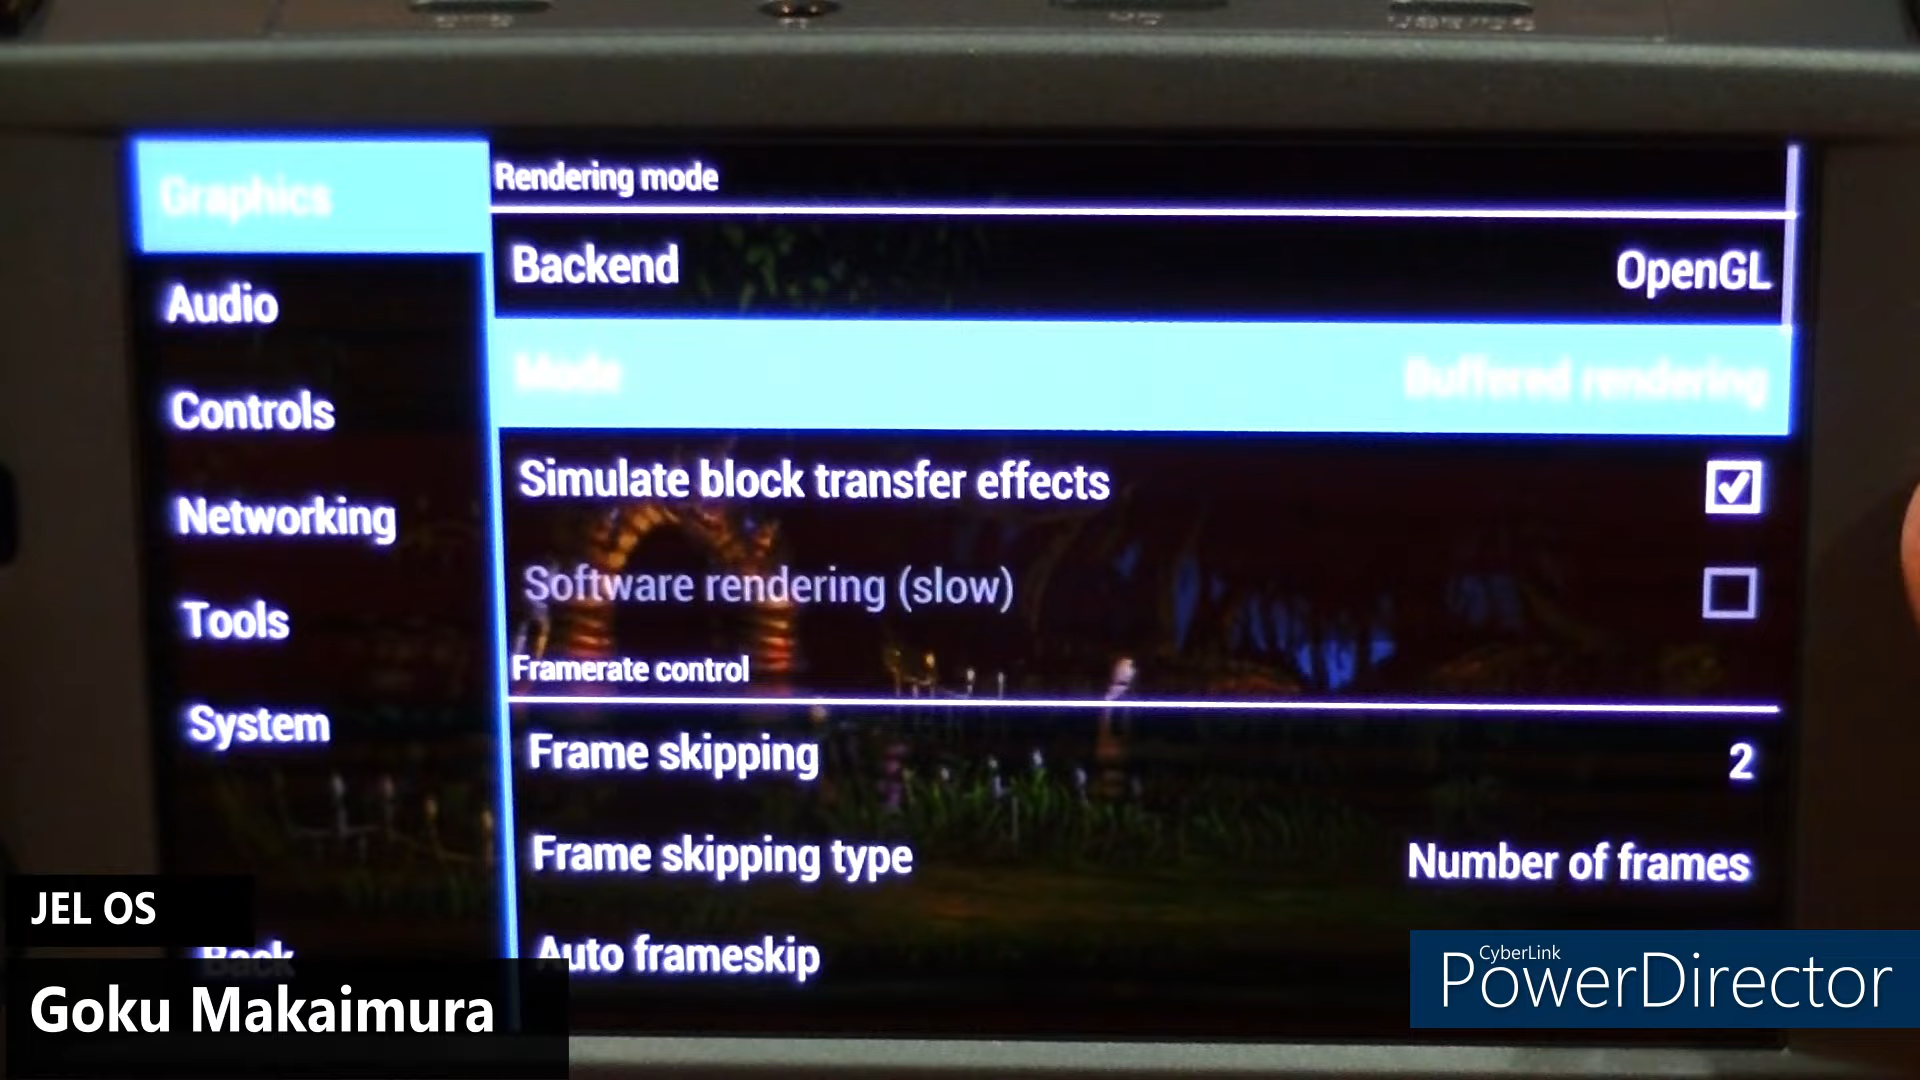 Graphics
Audio
Controls
Networking
Tools
System
Back
Rendering mode
Backend OpenGL
Mode Buffered rendering
Simulate block transfer effects
Software rendering (slow)
Framerate control
Frame skipping 2
Frame skipping type Number of frames
Auto frameskip
JEL OS
Goku Makaimura
CyberLink
PowerDirector